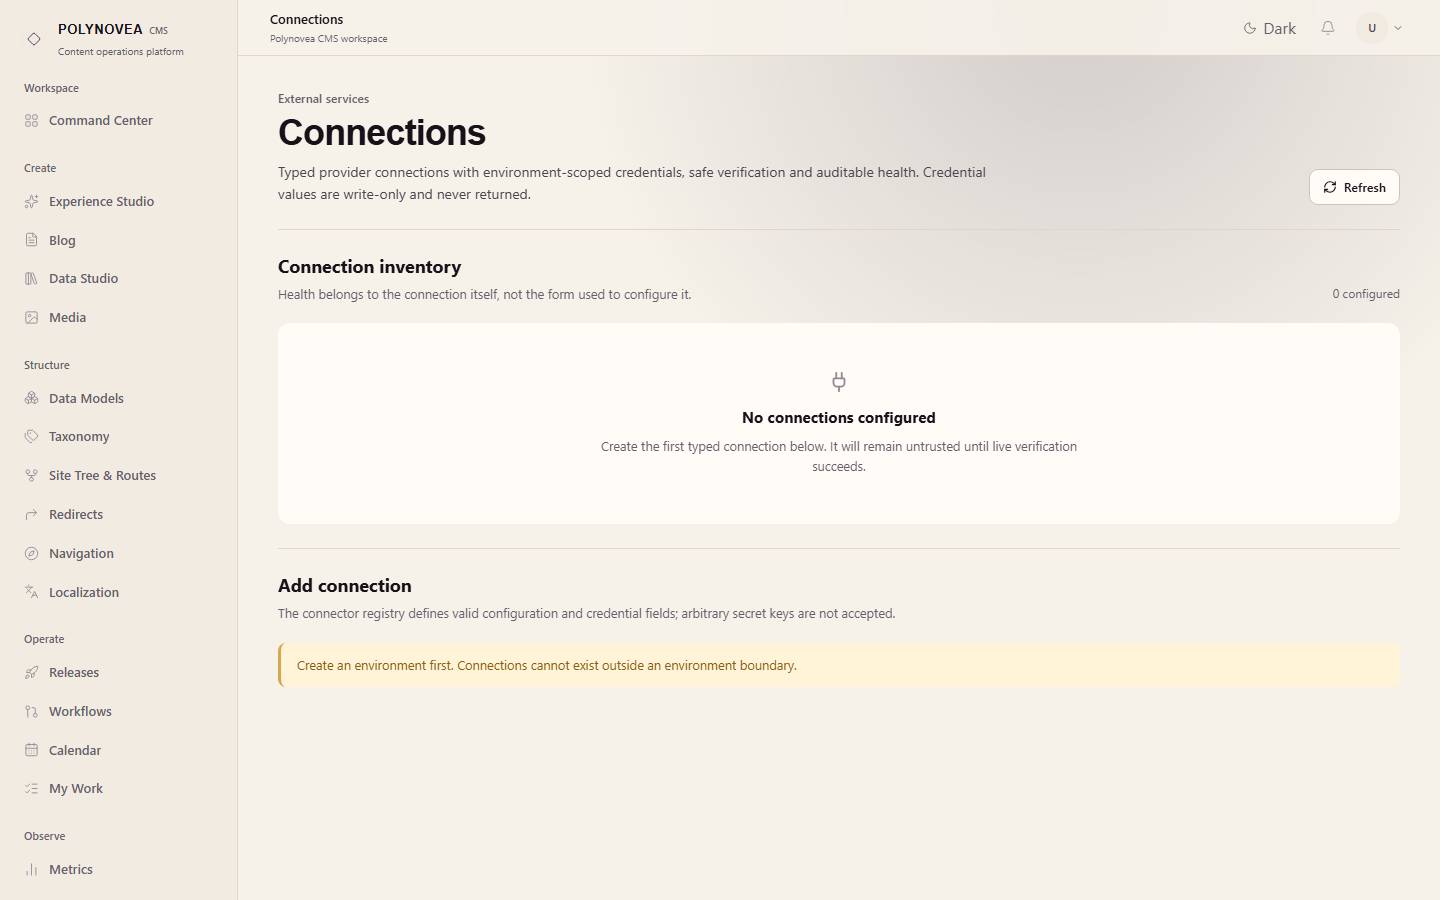 POLYNOVEA CMS
Content operations platform
Workspace
Command Center
Create
Experience Studio
Blog
Data Studio
Media
Structure
Data Models
Taxonomy
Site Tree & Routes
Redirects
Navigation
Localization
Operate
Releases
Workflows
Calendar
My Work
Observe
Metrics
Connections
Polynovea CMS workspace
Dark
U
External services
Connections
Typed provider connections with environment-scoped credentials, safe verification and auditable health. Credential
values are write-only and never returned.
Refresh
Connection inventory
Health belongs to the connection itself, not the form used to configure it.
0 configured
No connections configured
Create the first typed connection below. It will remain untrusted until live verification
succeeds.
Add connection
The connector registry defines valid configuration and credential fields; arbitrary secret keys are not accepted.
Create an environment first. Connections cannot exist outside an environment boundary.